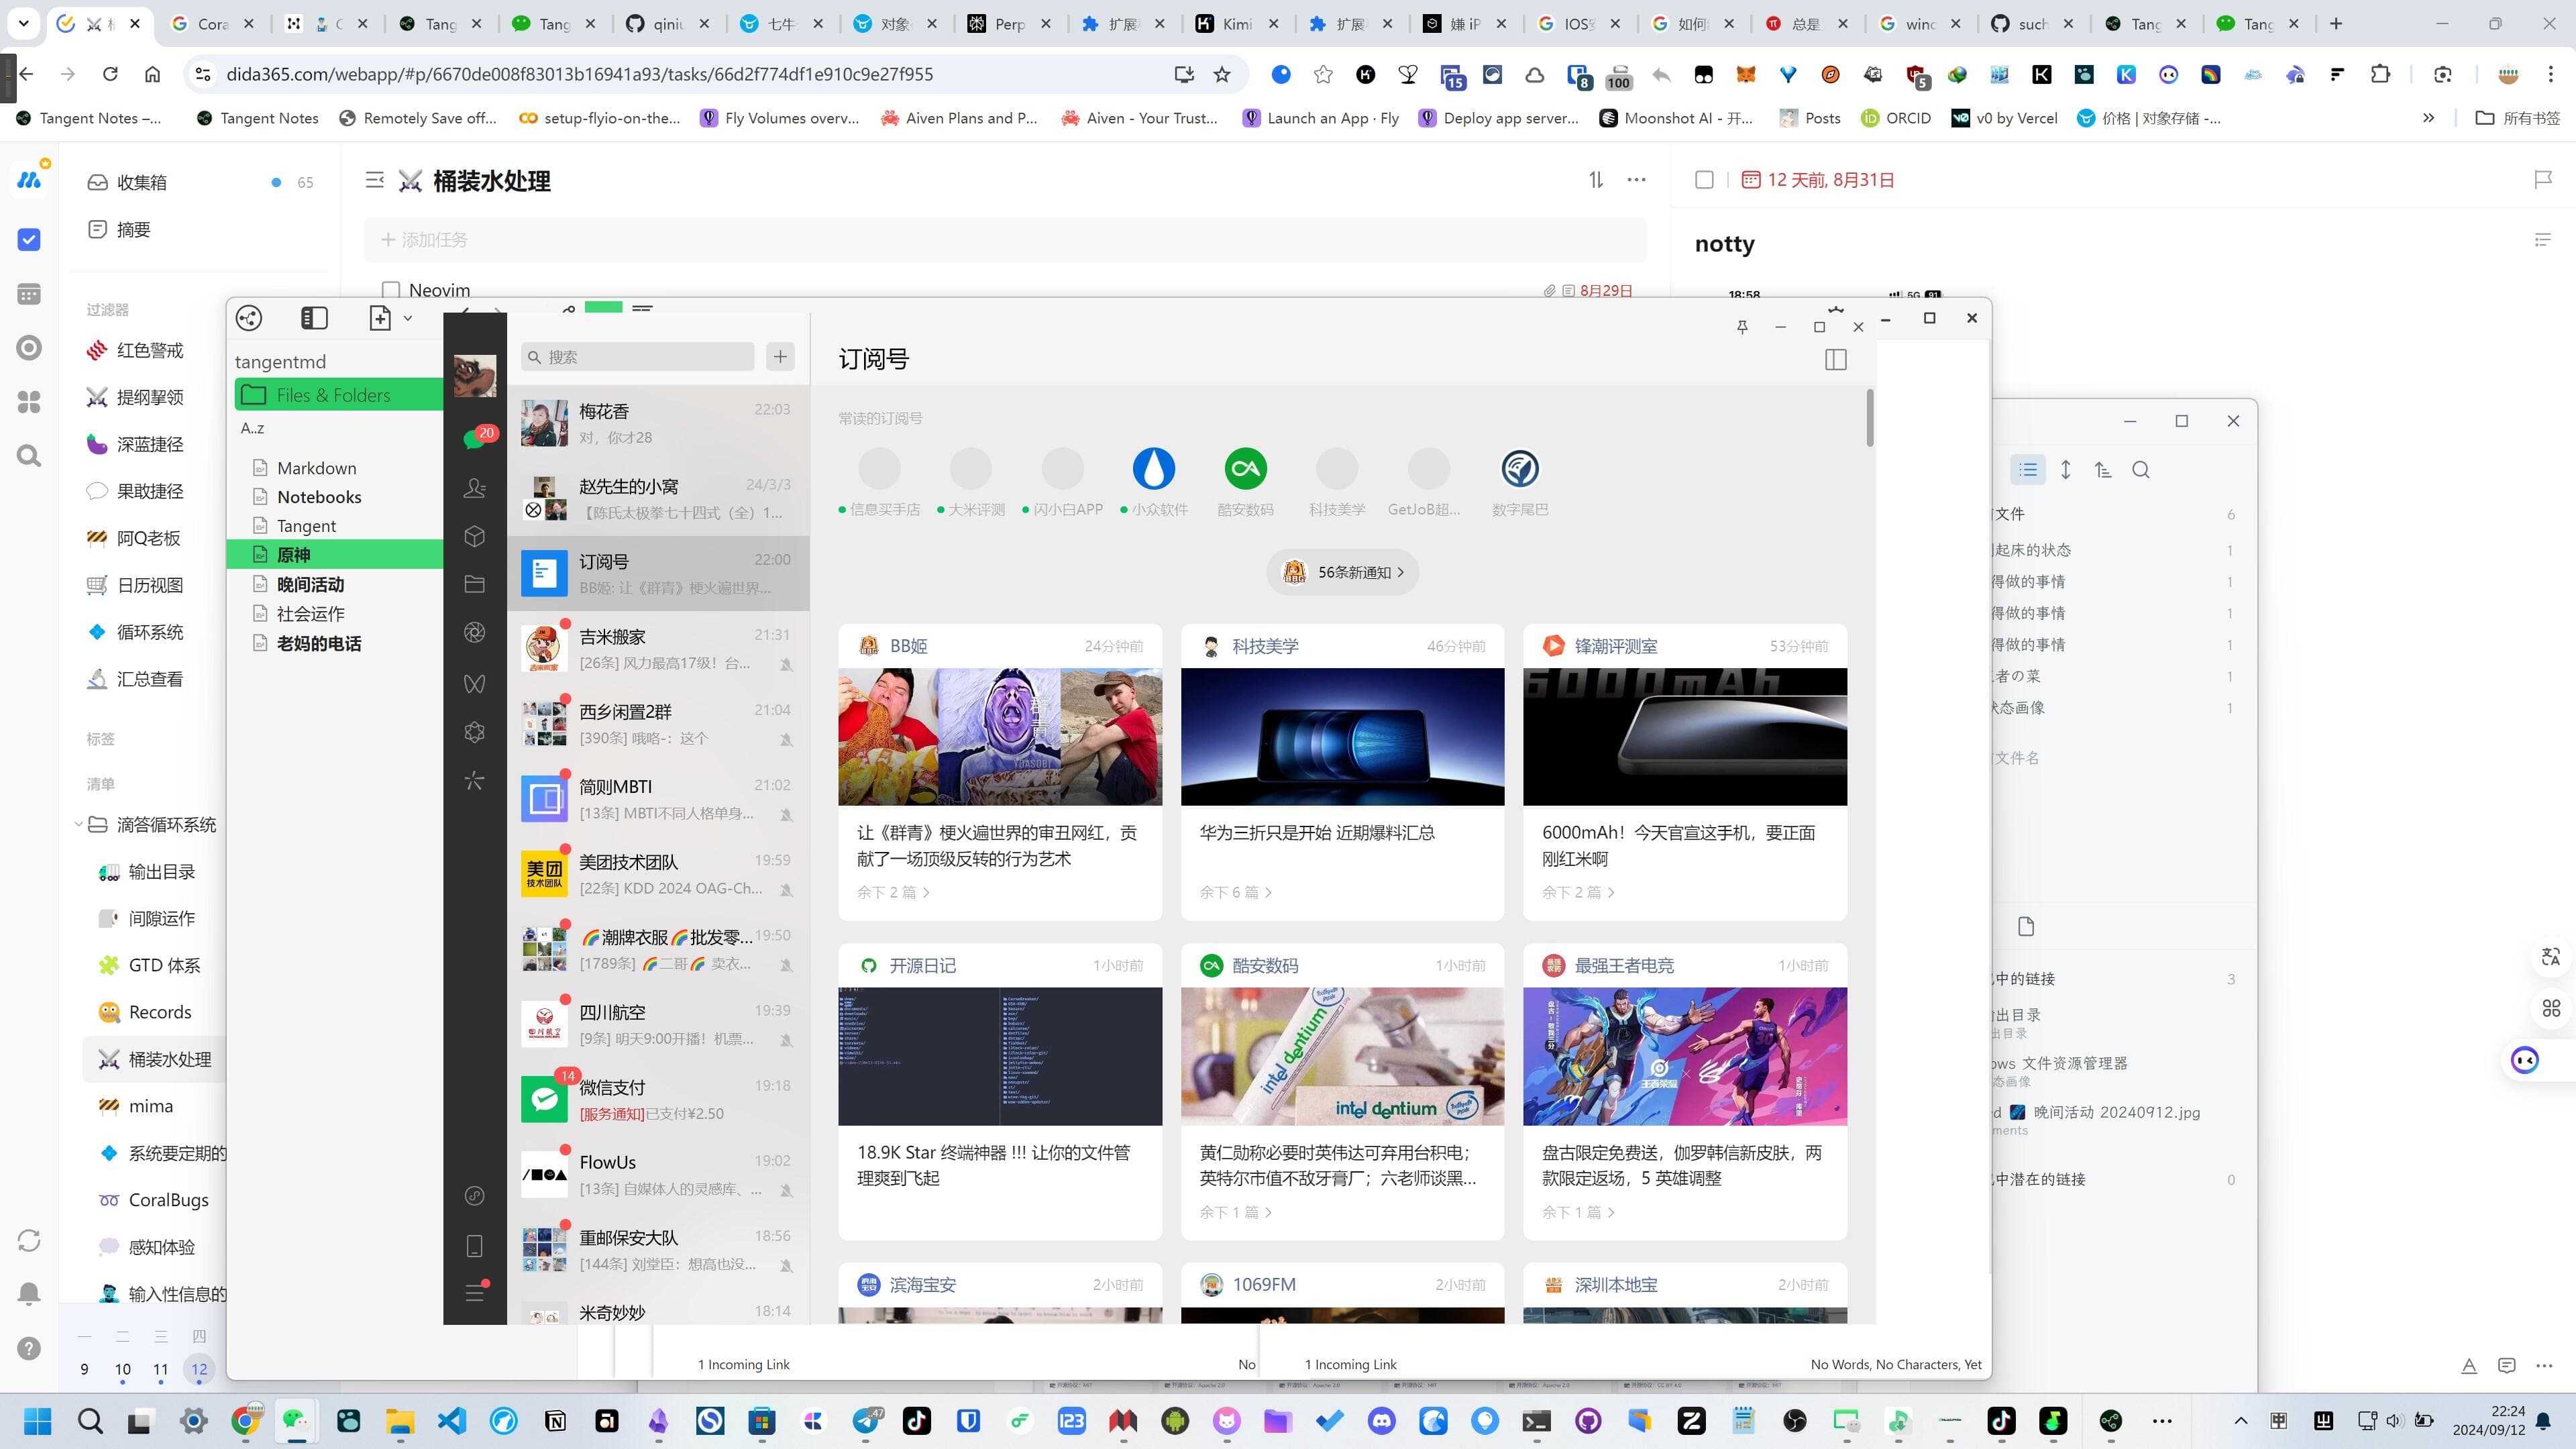 Cora
Tang
Tang
qiniu
七牛
对象
Perp
扩展
Kimi
扩展
嫌 iP
IOS
如何
总是
winc
such
Tang
Tang
dida365.com/webapp/#p/6670de008f83013b16941a93/tasks/66d2f774df1e910c9e27f955
15
8
100
5
Tangent Notes –...
Tangent Notes
Remotely Save off...
setup-flyio-on-the...
Fly Volumes overv...
Aiven Plans and P...
Aiven - Your Trust...
Launch an App · Fly
Deploy app server...
Moonshot AI - 开...
Posts
ORCID
v0 by Vercel
价格 | 对象存储 -...
所有书签
收集箱
65
摘要
过滤器
红色警戒
提纲挈领
深蓝捷径
果敢捷径
阿Q老板
日历视图
循环系统
汇总查看
标签
清单
滴答循环系统
输出目录
间隙运作
GTD 体系
Records
桶装水处理
mima
系统要定期的
CoralBugs
感知体验
输入性信息的
一 二 三 四
9 10 11 12
桶装水处理
添加任务
Neovim
8月29日
12 天前, 8月31日
notty
18:58
5G 91
tangentmd
Files & Folders
A..z
Markdown
Notebooks
Tangent
原神
晚间活动
社会运作
老妈的电话
20
搜索
梅花香
22:03
对，你才28
赵先生的小窝
24/3/3
【陈氏太极拳七十四式（全）1...
订阅号
22:00
BB姬: 让《群青》梗火遍世界...
吉米搬家
21:31
[26条] 风力最高17级！台...
西乡闲置2群
21:04
[390条] 哦咯-：这个
简则MBTI
21:02
[13条] MBTI不同人格单身...
美团
技术团队
美团技术团队
19:59
[22条] KDD 2024 OAG-Ch...
🌈潮牌衣服🌈批发零...
19:50
[1789条] 🌈二哥🌈 卖衣...
四川航空
19:39
[9条] 明天9:00开播！机票...
14
微信支付
19:18
[服务通知]已支付¥2.50
FlowUs
19:02
[13条] 自媒体人的灵感库、...
重邮保安大队
18:56
[144条] 刘堂臣：想高也没...
米奇妙妙
18:14
订阅号
常读的订阅号
信息买手店
大米评测
闪小白APP
小众软件
酷安数码
科技美学
GetJoB超...
数字尾巴
56条新通知
BB姬
24分钟前
群青
YOASOBI
让《群青》梗火遍世界的审丑网红，贡
献了一场顶级反转的行为艺术
余下 2 篇
科技美学
46分钟前
华为三折只是开始 近期爆料汇总
余下 6 篇
锋潮评测室
53分钟前
6000mAh
6000mAh！今天官宣这手机，要正面
刚红米啊
余下 2 篇
开源日记
1小时前
18.9K Star 终端神器 !!! 让你的文件管
理爽到飞起
酷安数码
1小时前
intel dentium
intel dentium
黄仁勋称必要时英伟达可弃用台积电；
英特尔市值不敌牙膏厂；六老师谈黑...
余下 1 篇
最强王者电竞
1小时前
王者荣耀
盘古限定免费送，伽罗韩信新皮肤，两
款限定返场，5 英雄调整
余下 1 篇
滨海宝安
2小时前
1069FM
2小时前
深圳本地宝
2小时前
1 Incoming Link
No
1 Incoming Link
No Words, No Characters, Yet
文件
6
起床的状态
1
得做的事情
1
得做的事情
1
得做的事情
1
者の菜
1
状态画像
1
文件名
中的链接
3
出目录
出目录
ows 文件资源管理器
态画像
ed
晚间活动 20240912.jpg
ments
中潜在的链接
0
47
123
22:24
2024/09/12